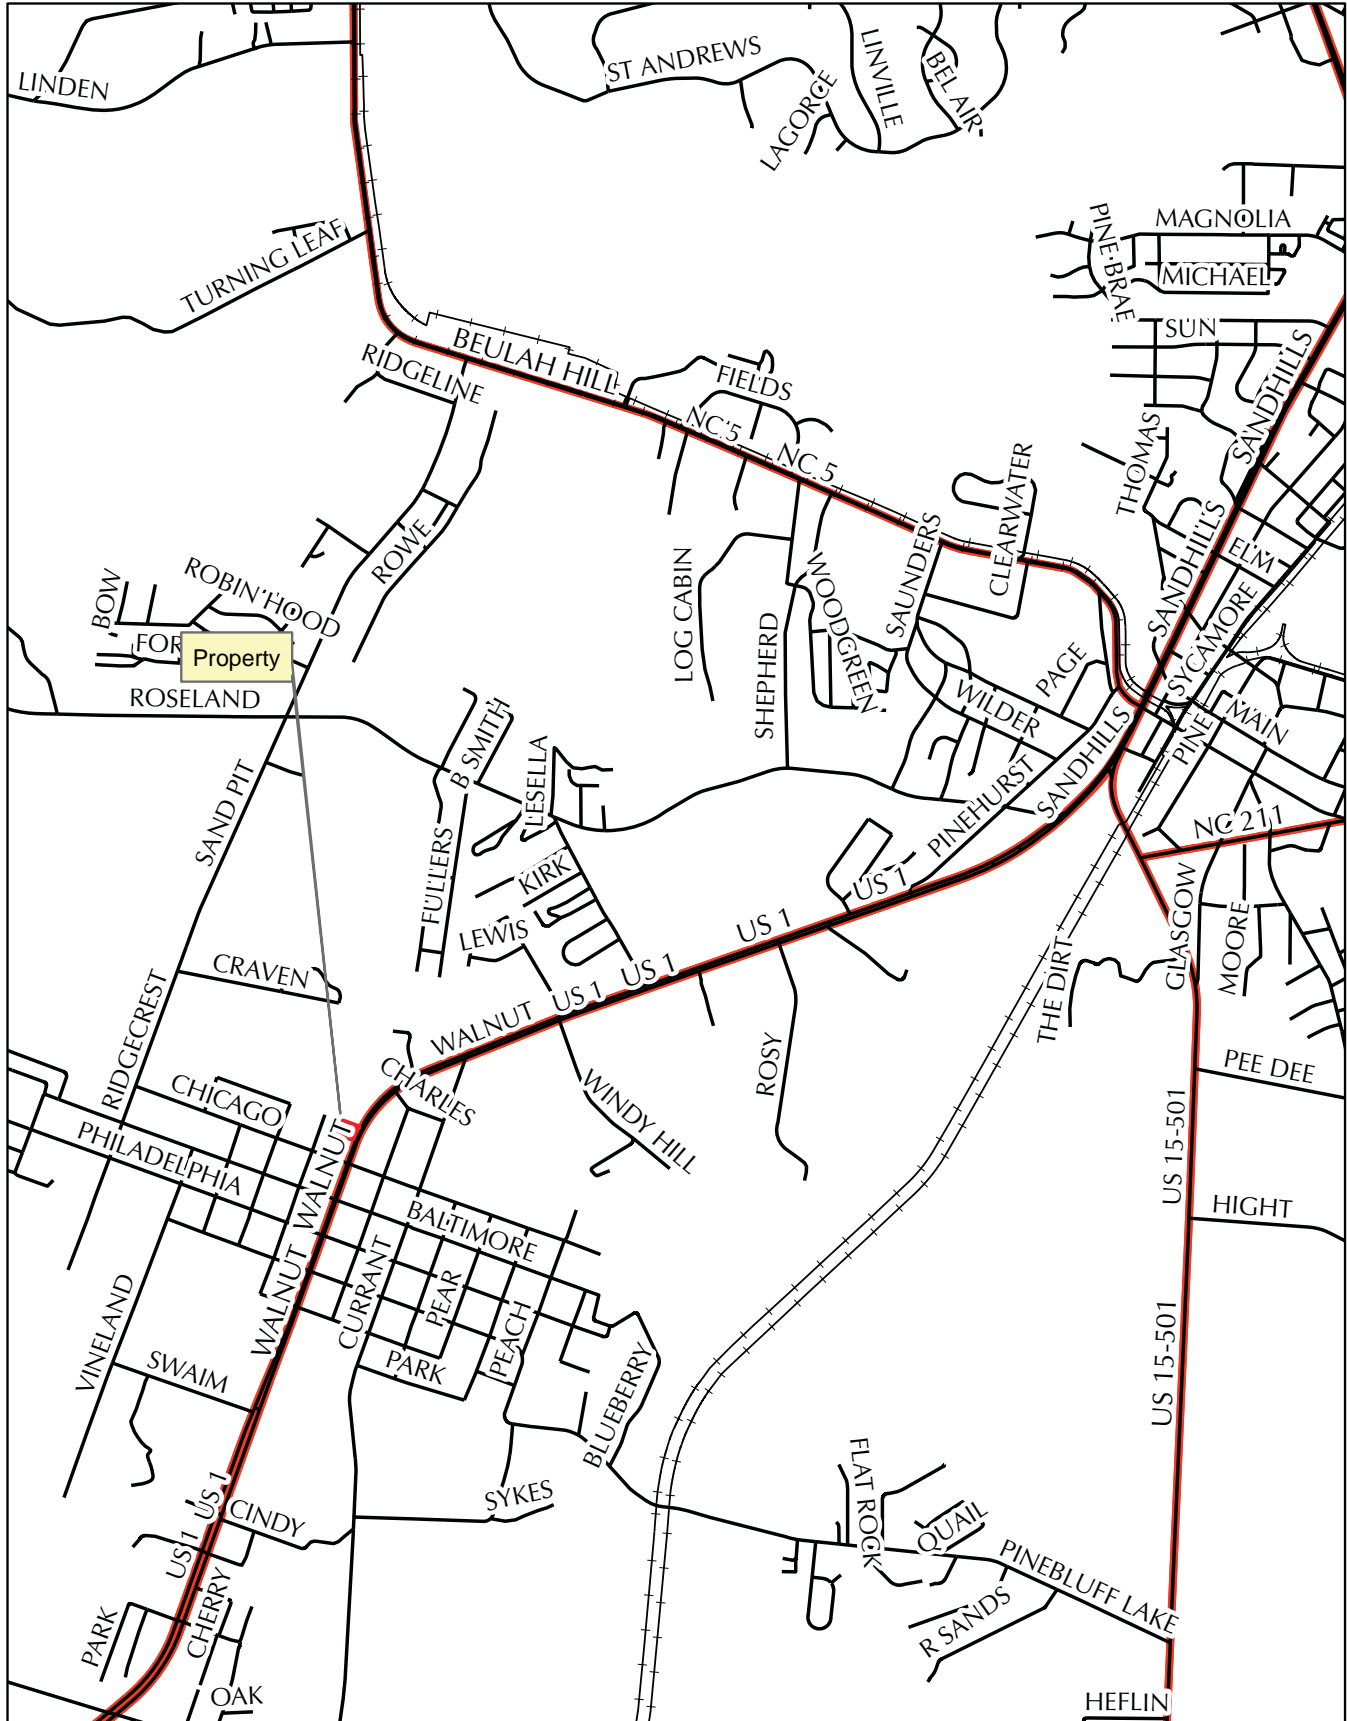 LINDEN
ST ANDREWS
LINVILLE
BEL AIR
LAGORCE
MAGNOLIA
PINE BRAE
MICHAEL
TURNING LEAF
SUN
BEULAH HILL
RIDGELINE
FIELDS
SANDHILLS
NC 5
NC 5
THOMAS
CLEARWATER
ROWE
SAUNDERS
SANDHILLS
ELM
ROBIN HOOD
BOW
LOG CABIN
WOODGREEN
SANDHILLS
SYCAMORE
FOR
Property
SHEPHERD
PAGE
ROSELAND
WILDER
B SMITH
MAIN
PINE
LESELLA
SANDHILLS
PINEHURST
SAND PIT
NC 211
FULLERS
KIRK
US 1
GLASGOW
MOORE
LEWIS
US 1
US 1
THE DIRT
CRAVEN
US 1
WALNUT
RIDGECREST
ROSY
PEE DEE
CHARLES
CHICAGO
WINDY HILL
PHILADELPHIA
WALNUT
WALNUT
US 15-501
HIGHT
BALTIMORE
CURRANT
WALNUT
PEAR
VINELAND
PEACH
US 15-501
SWAIM
PARK
BLUEBERRY
FLAT ROCK
US 1
CINDY
SYKES
US 1
QUAIL
PINEBLUFF LAKE
CHERRY
PARK
R SANDS
OAK
HEFLIN